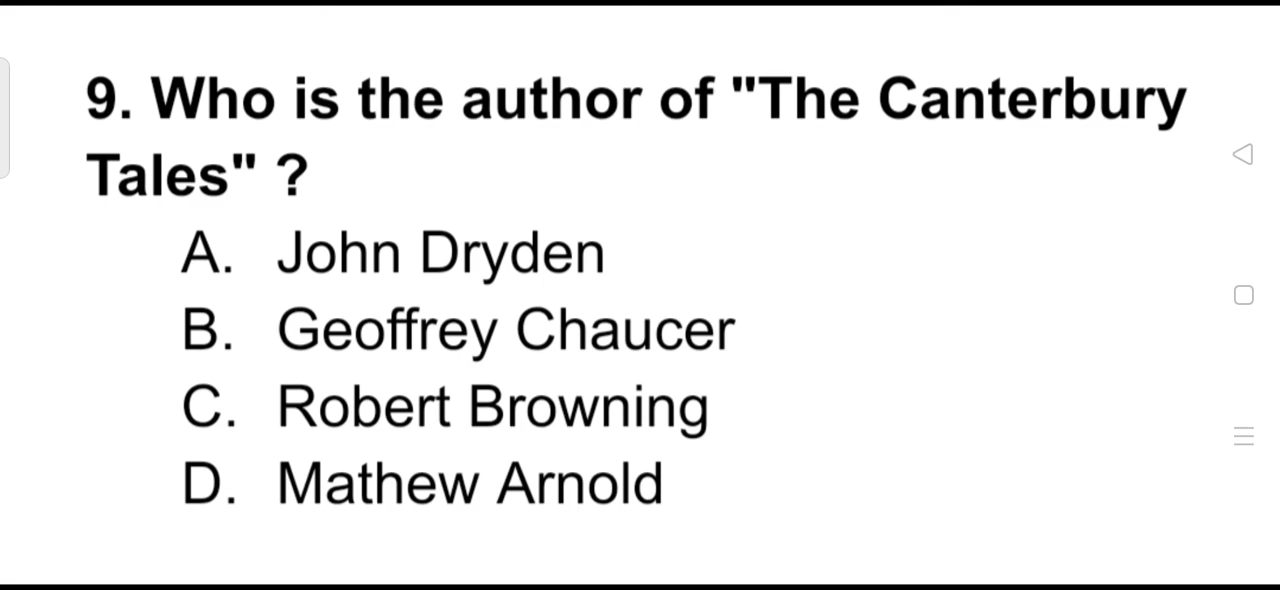 9. Who is the author of "The Canterbury
Tales" ?
A. John Dryden
B. Geoffrey Chaucer
C. Robert Browning
D. Mathew Arnold